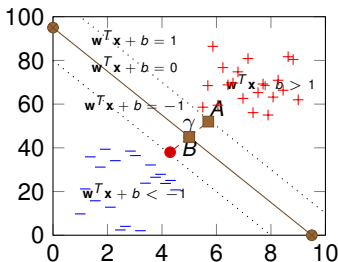 100
80
60
40
20
0
w^T x + b = 1
w^T x + b = 0
w^T x + b > 1
w^T x + b = −1
A
γ
B
w^T x + b < −1
0 2 4 6 8 10